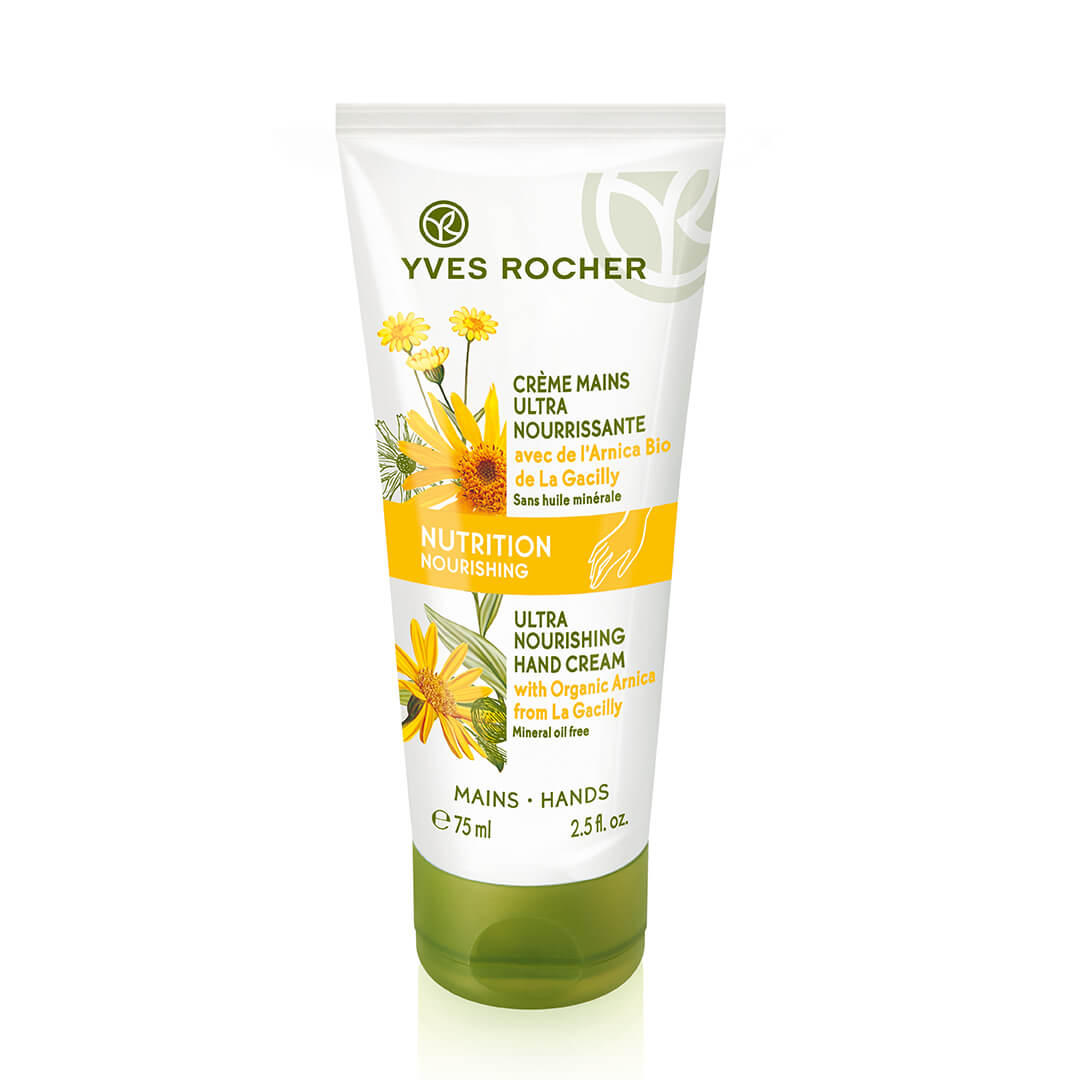 YVES ROCHER
CRÈME MAINS
ULTRA
NOURRISSANTE
avec de l'Arnica Bio
de La Gacilly
Sans huile minérale
NUTRITION
NOURISHING
ULTRA
NOURISHING
HAND CREAM
with Organic Arnica
from La Gacilly
Mineral oil free
MAINS · HANDS
℮ 75 ml 2.5 fl. oz.